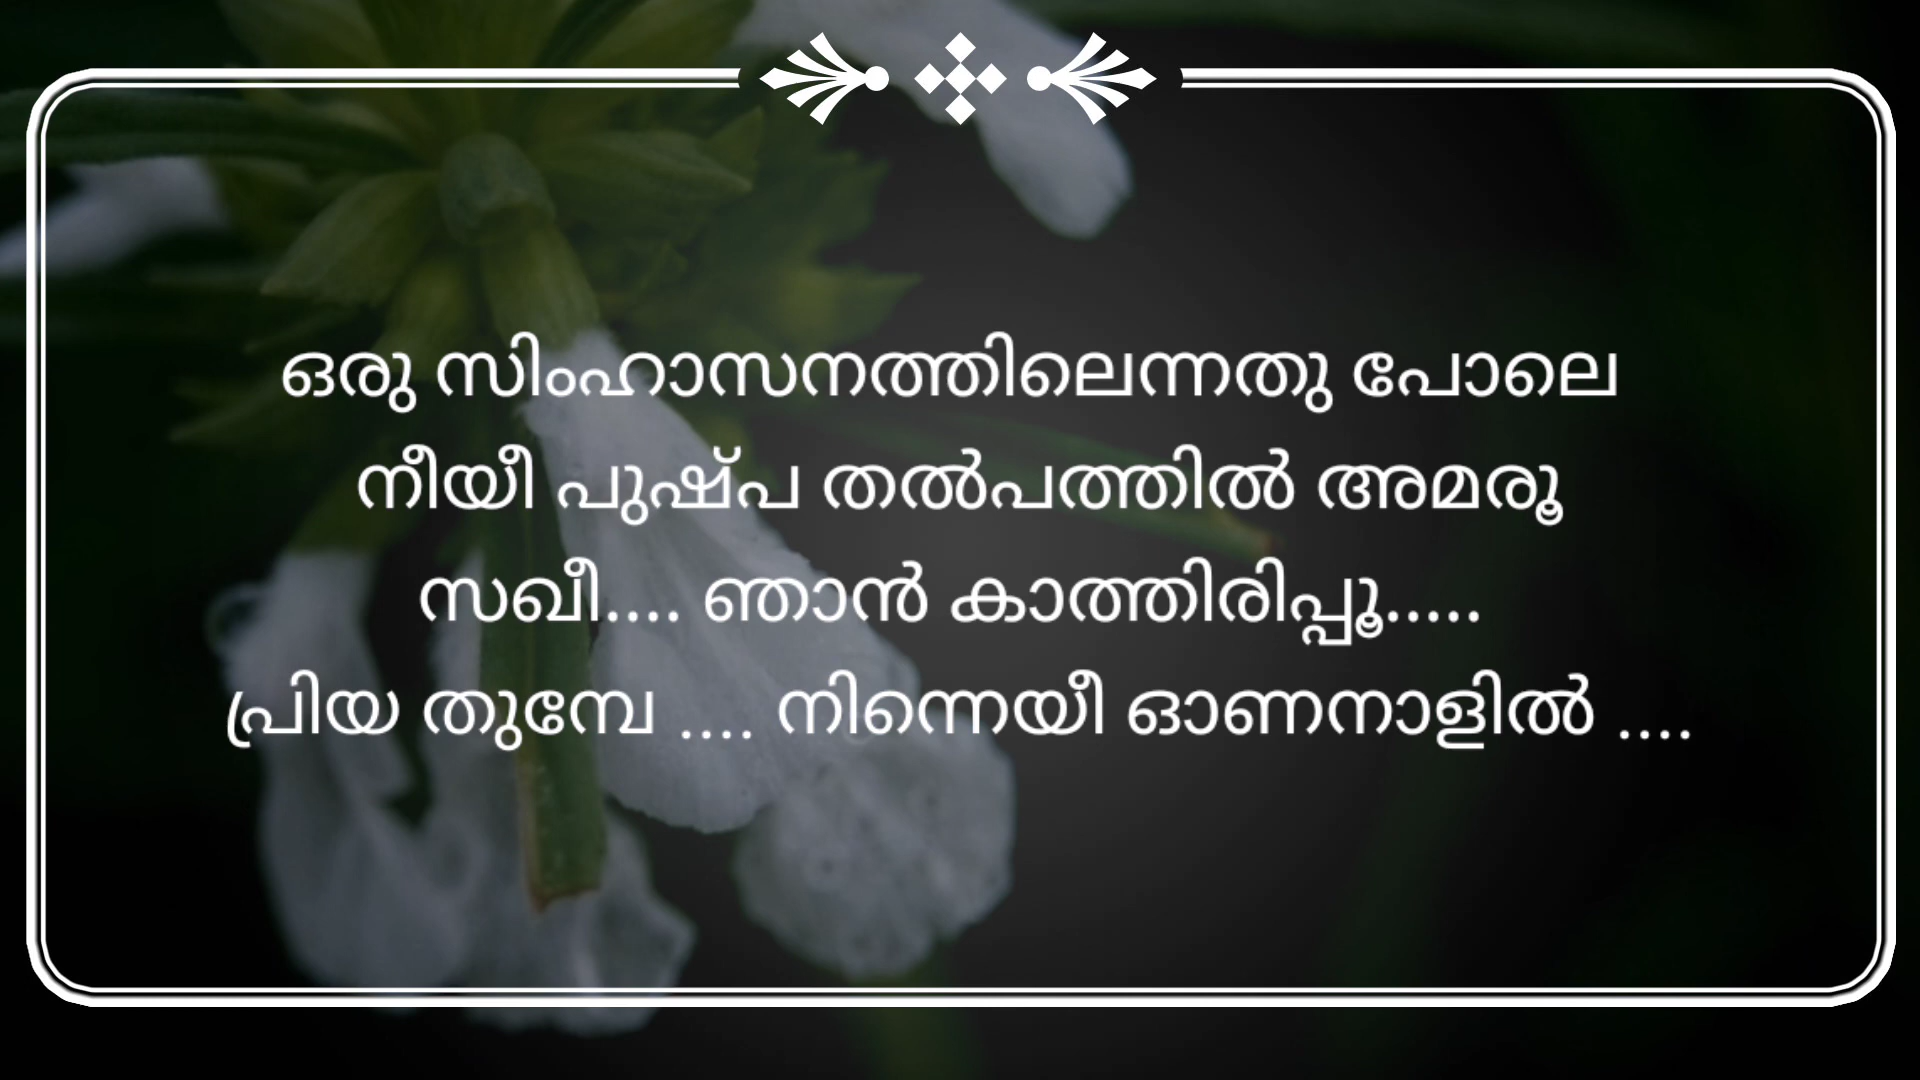 ഒരു സിംഹാസനത്തിലെന്നതു പോലെ
നീയീ പുഷ്പ തൽപത്തിൽ അമരൂ
സഖീ.... ഞാൻ കാത്തിരിപ്പൂ.....
പ്രിയ തുമ്പേ .... നിന്നെയീ ഓണനാളിൽ ....